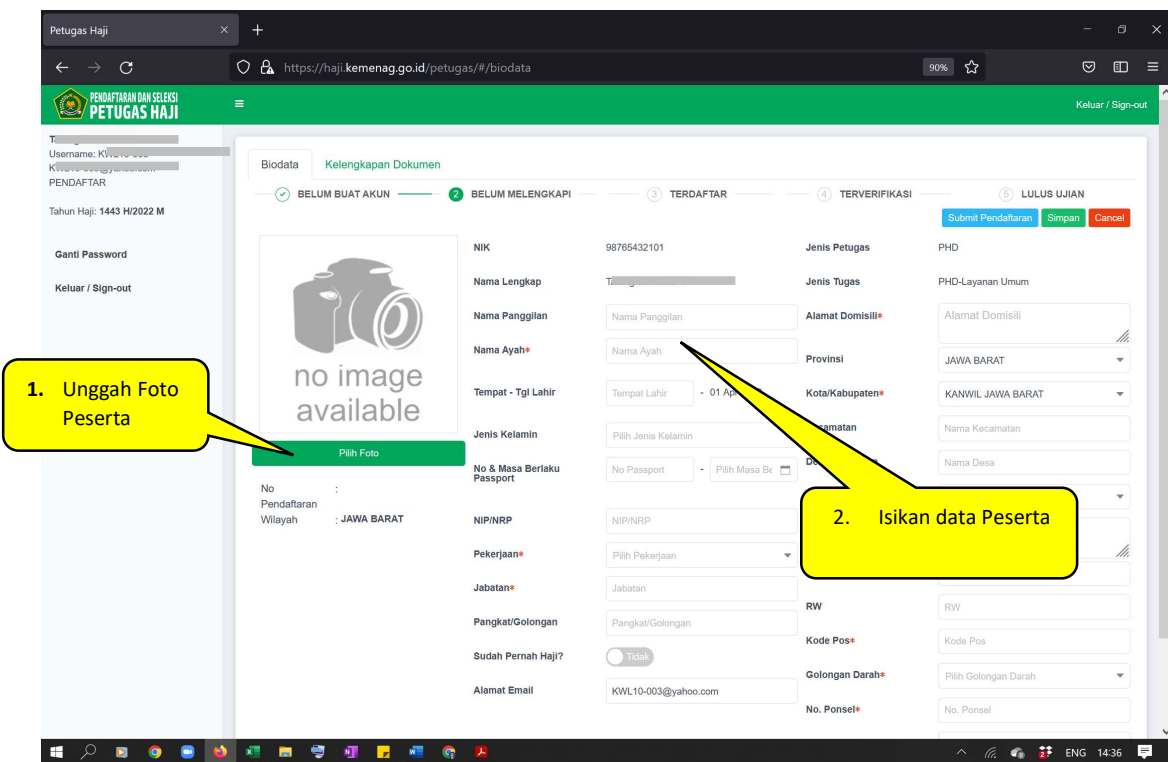 Petugas Haji
https://haji.kemenag.go.id/petugas/#/biodata
90%
PENDAFTARAN DAN SELEKSI
PETUGAS HAJI
Keluar / Sign-out
Username:
PENDAFTAR
Tahun Haji: 1443 H/2022 M
Ganti Password
Keluar / Sign-out
Biodata Kelengkapan Dokumen
BELUM BUAT AKUN 2 BELUM MELENGKAPI 3 TERDAFTAR 4 TERVERIFIKASI 5 LULUS UJIAN
Submit Pendaftaran Simpan Cancel
no image
available
Pilih Foto
No Pendaftaran :
Wilayah : JAWA BARAT
NIK 98765432101
Nama Lengkap
Nama Panggilan Nama Panggilan
Nama Ayah* Nama Ayah
Tempat - Tgl Lahir Tempat Lahir - 01
Jenis Kelamin Pilih Jenis Kelamin
No & Masa Berlaku
Passport No Passport - Pilih Masa Be
NIP/NRP NIP/NRP
Pekerjaan* Pilih Pekerjaan
Jabatan* Jabatan
Pangkat/Golongan Pangkat/Golongan
Sudah Pernah Haji? Tidak
Alamat Email KWL10-003@yahoo.com
Jenis Petugas PHD
Jenis Tugas PHD-Layanan Umum
Alamat Domisili* Alamat Domisili
Provinsi JAWA BARAT
Kota/Kabupaten* KANWIL JAWA BARAT
Nama Kecamatan
Nama Desa
RW RW
Kode Pos* Kode Pos
Golongan Darah* Pilih Golongan Darah
No. Ponsel* No. Ponsel
1. Unggah Foto
Peserta
2. Isikan data Peserta
ENG 14:36